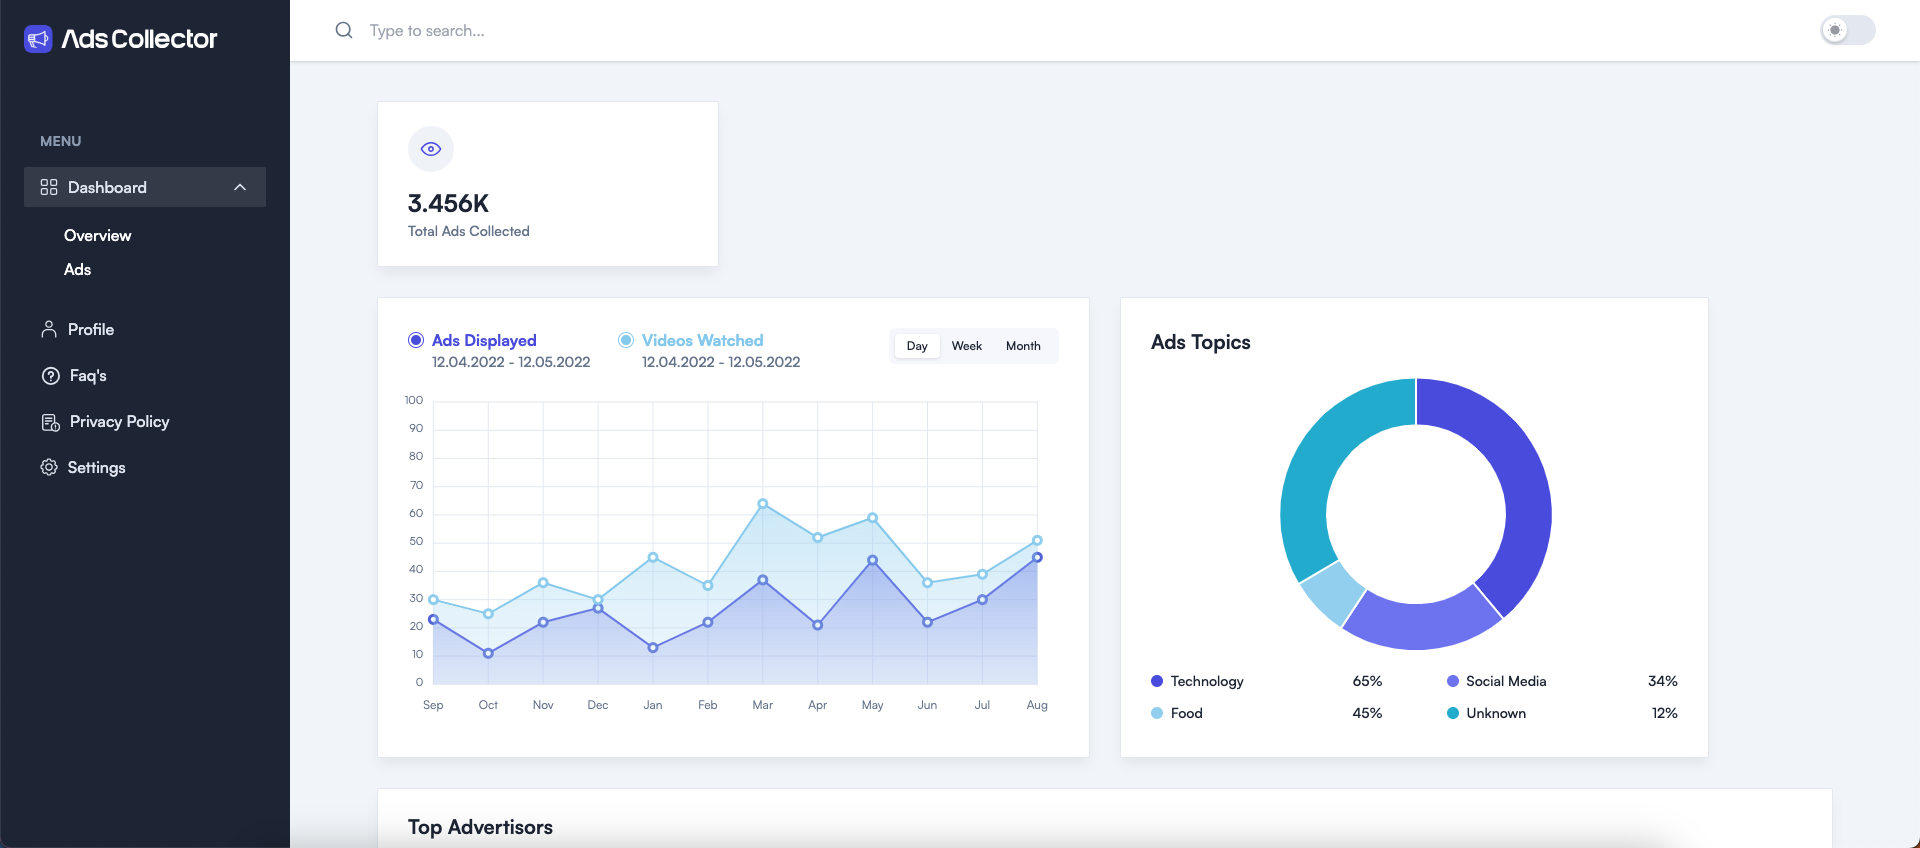 Ads Collector
Type to search...
MENU
Dashboard
Overview
Ads
Profile
Faq's
Privacy Policy
Settings
3.456K
Total Ads Collected
Ads Displayed
12.04.2022 - 12.05.2022
Videos Watched
12.04.2022 - 12.05.2022
Day Week Month
100
90
80
70
60
50
40
30
20
10
0
Sep Oct Nov Dec Jan Feb Mar Apr May Jun Jul Aug
Ads Topics
Technology 65%
Social Media 34%
Food 45%
Unknown 12%
Top Advertisors